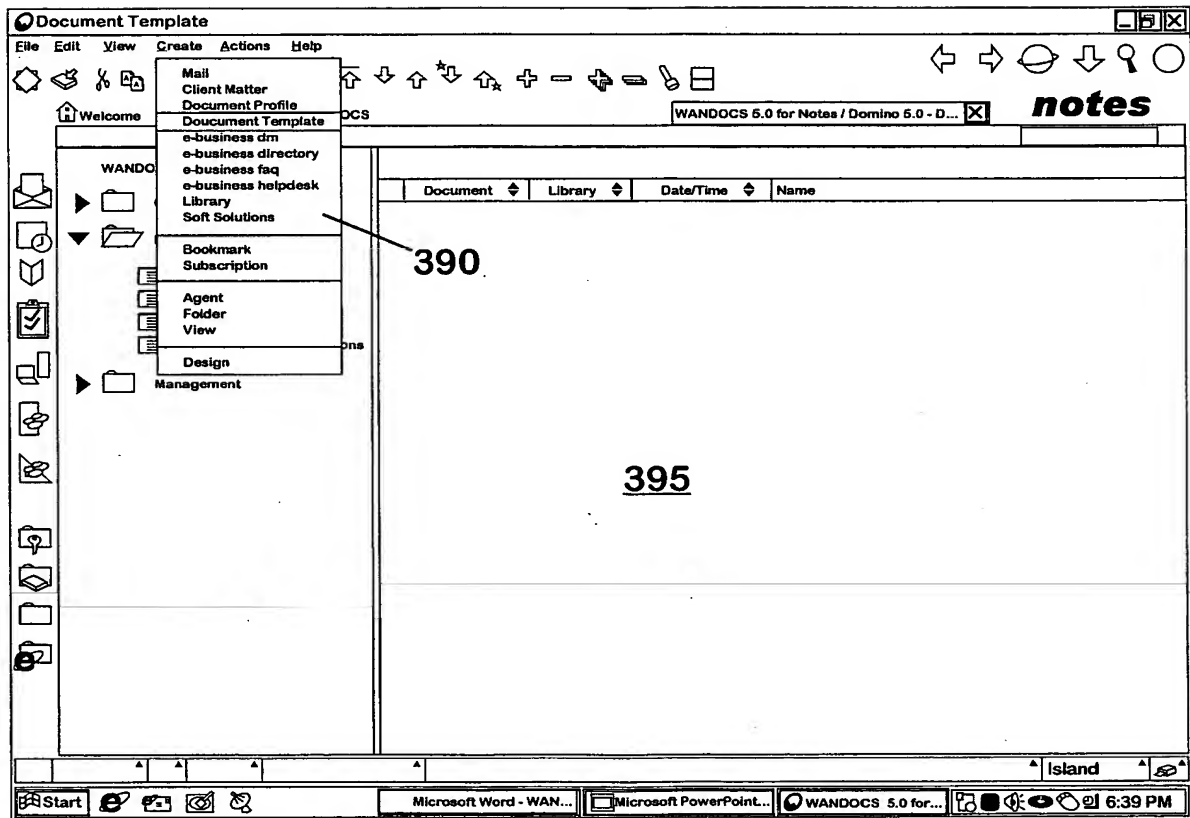 Document Template
File Edit View Create Actions Help
notes
Welcome
OCS
WANDOCS 5.0 for Notes / Domino 5.0 - D...
Mail
Client Matter
Document Profile
Doucument Template
e-business dm
e-business directory
e-business faq
e-business helpdesk
Library
Soft Solutions
Bookmark
Subscription
Agent
Folder
View
Design
WANDO
ons
Management
Document Library Date/Time Name
390
395
Island
Start Microsoft Word - WAN... Microsoft PowerPoint... WANDOCS 5.0 for... 6:39 PM